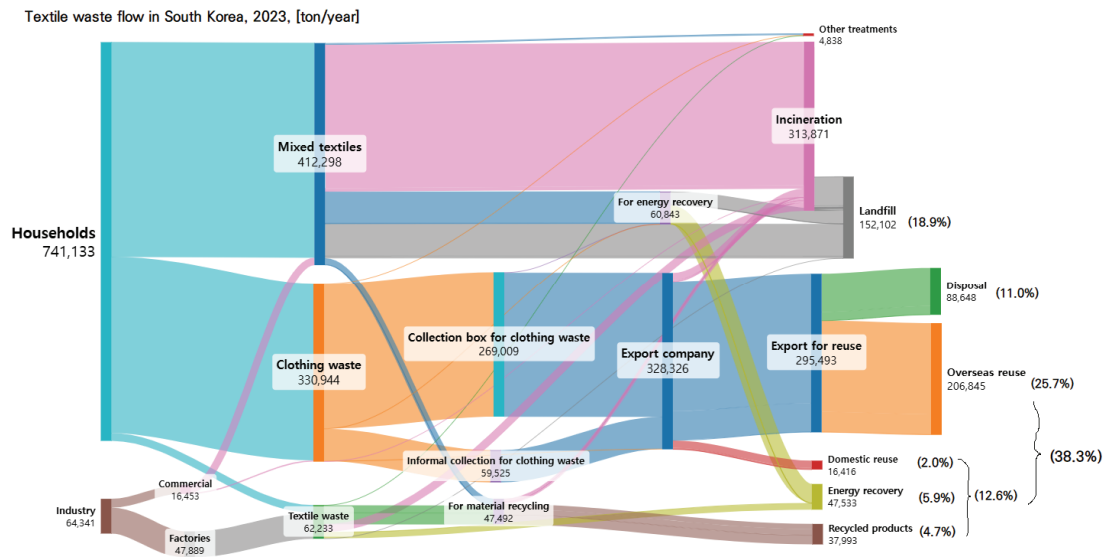 Textile waste flow in South Korea, 2023, [ton/year]
Other treatments
4,838
Incineration
313,871
Mixed textiles
412,298
For energy recovery
60,843
Landfill
152,102
(18.9%)
Households
741,133
Disposal
88,648
(11.0%)
Collection box for clothing waste
269,009
Export company
328,326
Export for reuse
295,493
Clothing waste
330,944
Overseas reuse
206,845
(25.7%)
(38.3%)
Informal collection for clothing waste
59,525
Domestic reuse
16,416
(2.0%)
Commercial
16,453
Energy recovery
47,533
(5.9%)
(12.6%)
Industry
64,341
For material recycling
47,492
Textile waste
62,233
Recycled products
37,993
(4.7%)
Factories
47,889